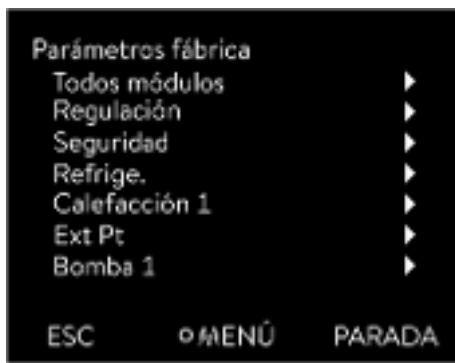 Parámetros fábrica
Todos módulos
Regulación
Seguridad
Refrige.
Calefacción 1
Ext Pt
Bomba 1
ESC MENÚ PARADA